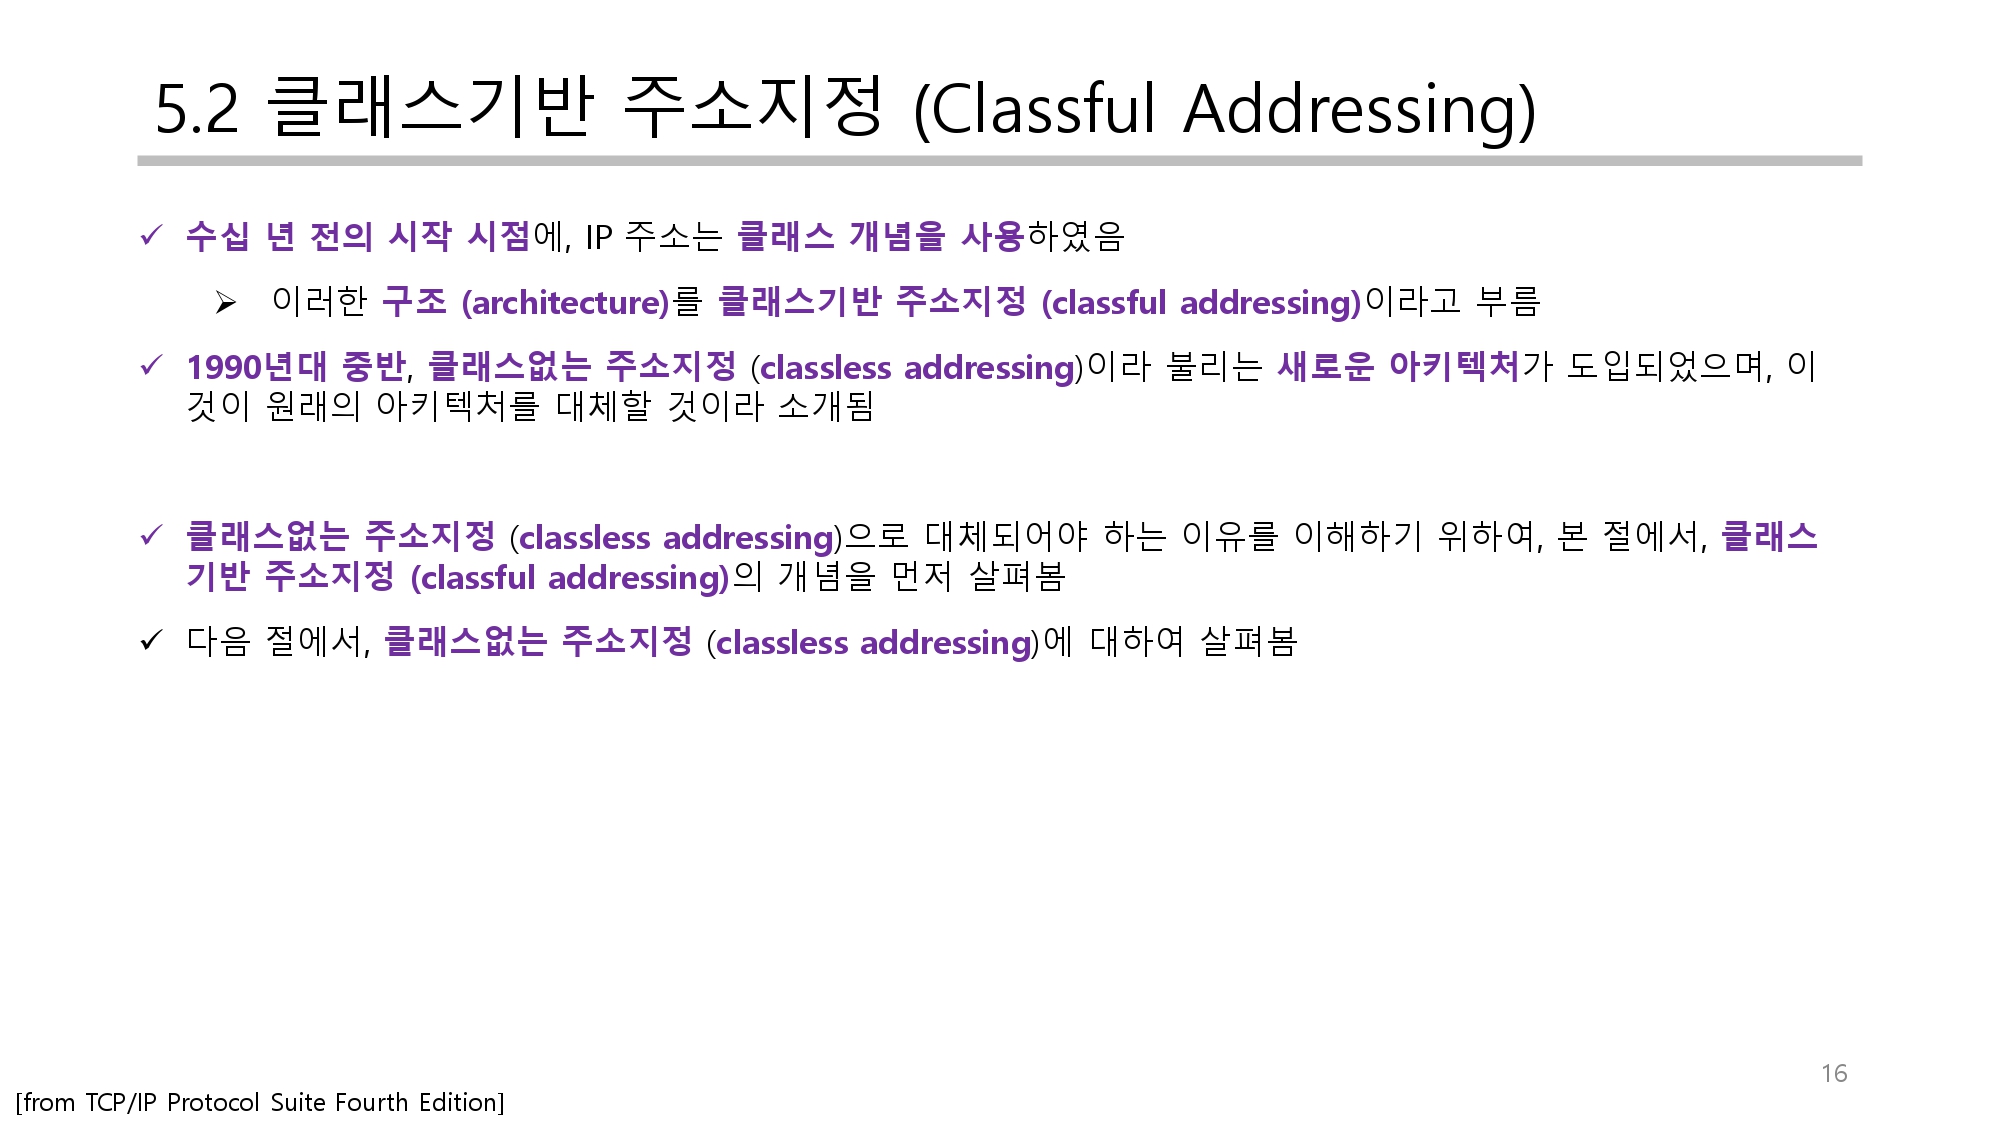 5.2 클래스기반 주소지정 (Classful Addressing)
✓ 수십 년 전의 시작 시점에, IP 주소는 클래스 개념을 사용하였음
➢ 이러한 구조 (architecture)를 클래스기반 주소지정 (classful addressing)이라고 부름
✓ 1990년대 중반, 클래스없는 주소지정 (classless addressing)이라 불리는 새로운 아키텍처가 도입되었으며, 이
것이 원래의 아키텍처를 대체할 것이라 소개됨
✓ 클래스없는 주소지정 (classless addressing)으로 대체되어야 하는 이유를 이해하기 위하여, 본 절에서, 클래스
기반 주소지정 (classful addressing)의 개념을 먼저 살펴봄
✓ 다음 절에서, 클래스없는 주소지정 (classless addressing)에 대하여 살펴봄
16
[from TCP/IP Protocol Suite Fourth Edition]